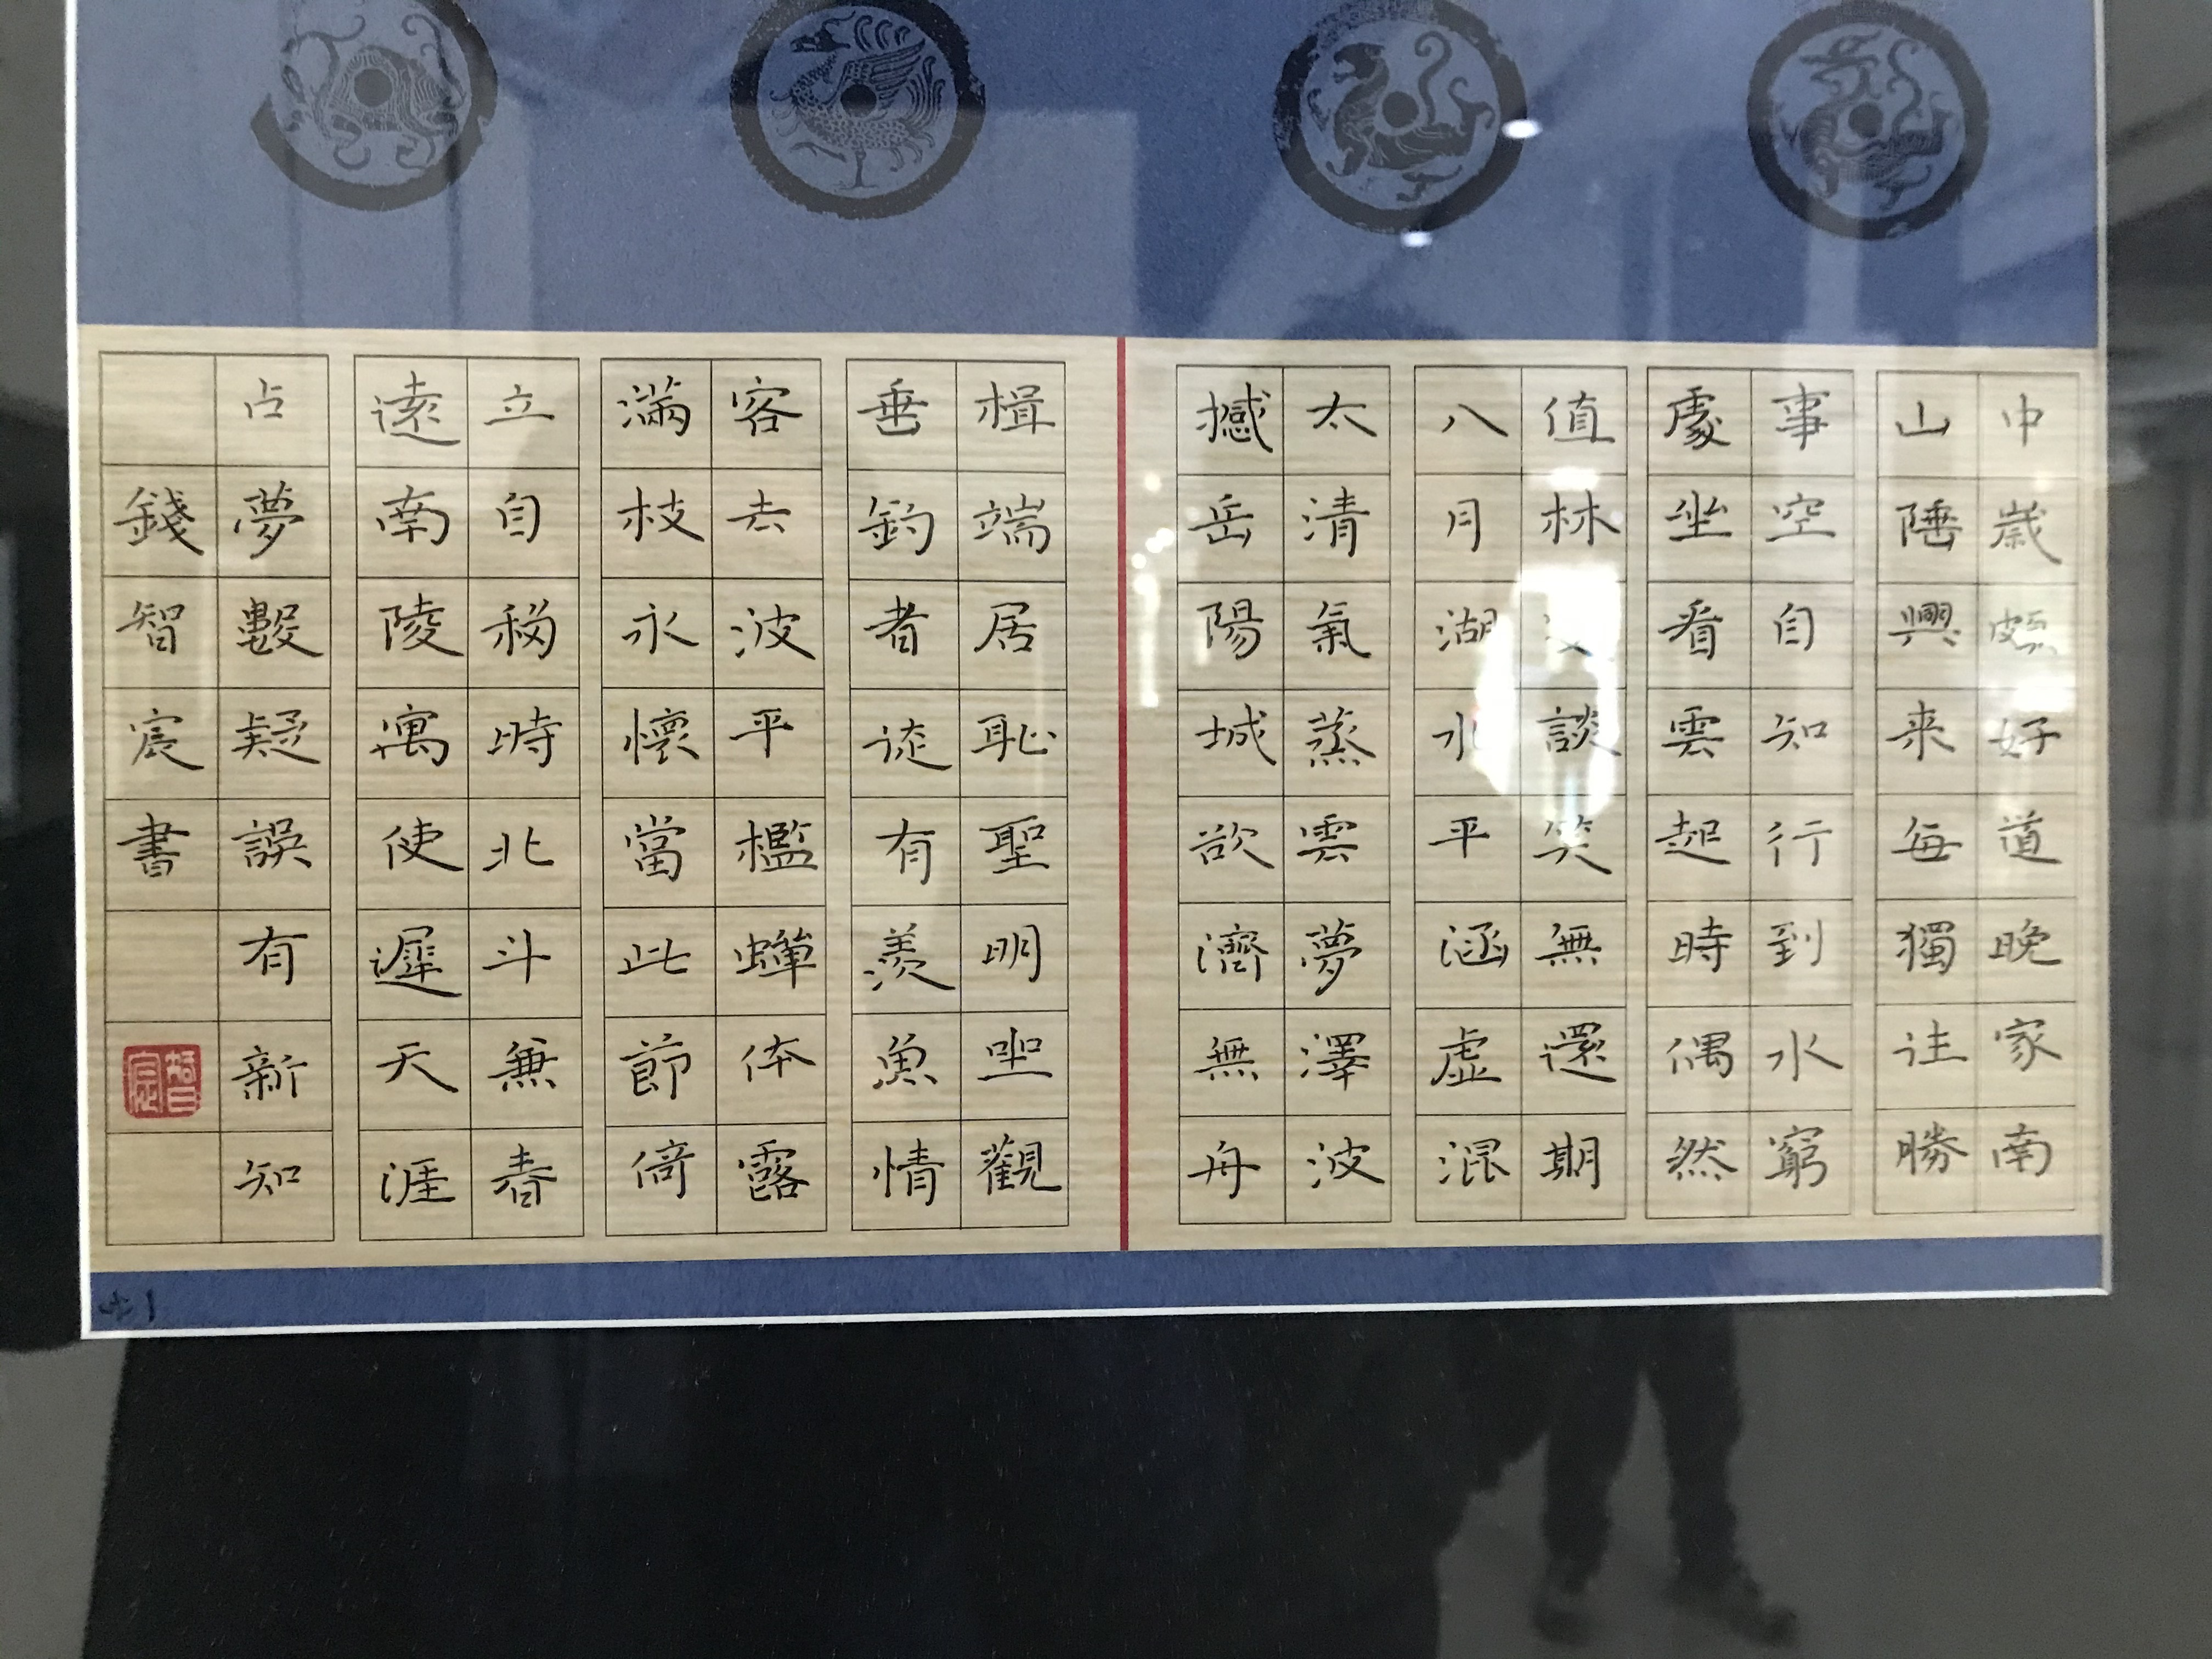 中歲頗好道晚家南
山陲興来每獨往勝
事空自知行到水窮
處坐看雲起時偶然
值林談笑無還期
八月湖水平涵虛混
太清氣蒸雲夢澤波
撼岳陽城欲濟無舟
楫端居恥聖明坐觀
垂釣者徒有羨魚情
客去波平檻蟬休露
滿枝永懷當此節倚
立自移時北斗兼春
遠南陵寓使遲天涯
占夢數疑誤有新知
錢智宸書
智宸